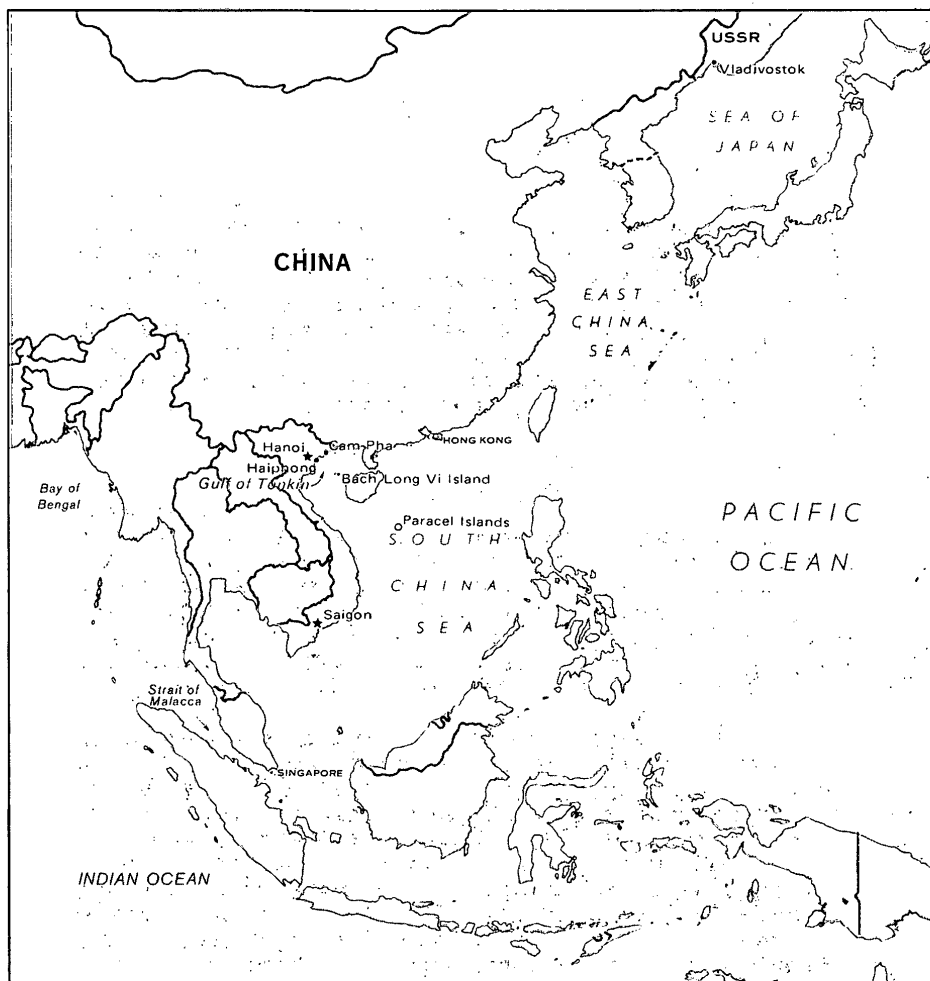 USSR
Vladivostok
SEA OF
JAPAN
CHINA
EAST
CHINA
SEA
HONG KONG
Hanoi
Cam Pha
Haiphong
Gulf of Tonkin
Bach Long Vi Island
Bay of
Bengal
Paracel Islands
SOUTH
CHINA
SEA
PACIFIC
OCEAN
Saigon
Strait of
Malacca
SINGAPORE
INDIAN OCEAN